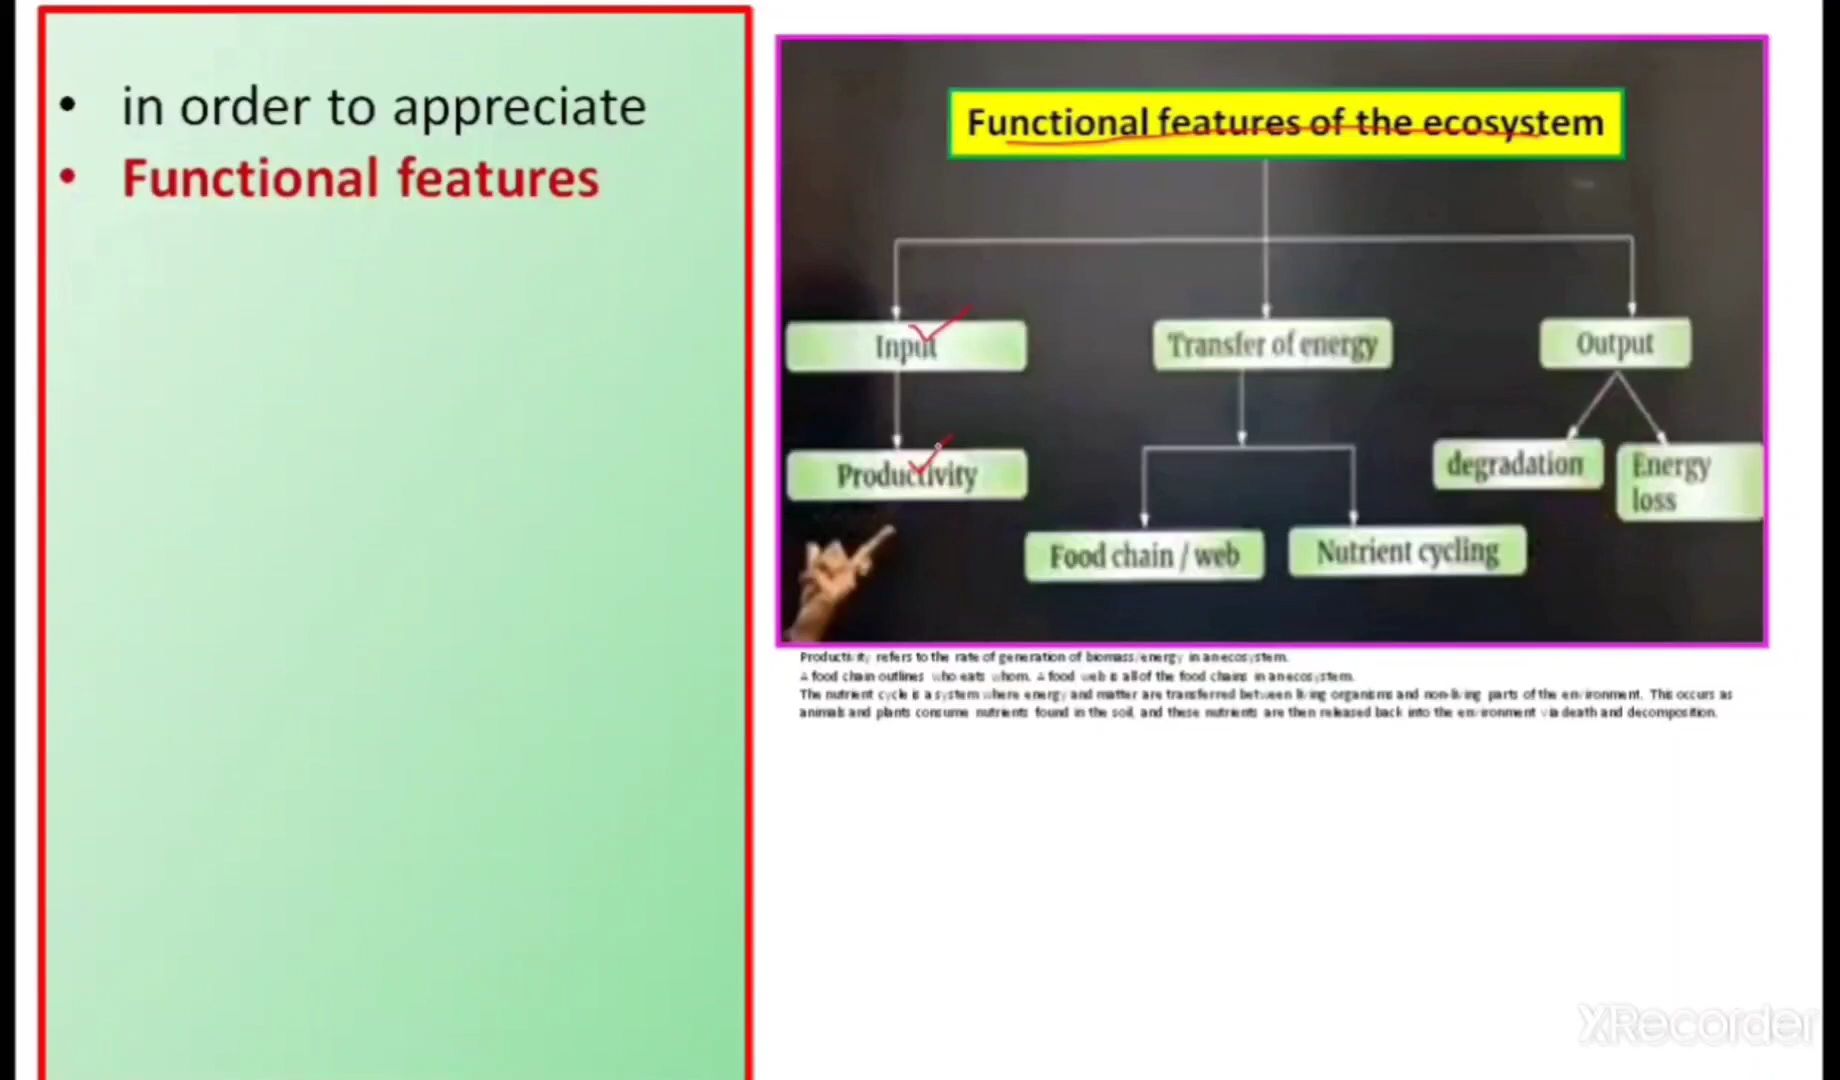 • in order to appreciate
• Functional features
Functional features of the ecosystem
Input
Transfer of energy
Output
Productivity
degradation
Energy
loss
Food chain / web
Nutrient cycling
Productivity refers to the rate of generation of biomass/energy in an ecosystem.
A food chain outlines who eats whom. A food web is all of the food chains in an ecosystem.
The nutrient cycle is a system where energy and matter are transferred between living organisms and non-living parts of the environment. This occurs as
animals and plants consume nutrients found in the soil, and these nutrients are then released back into the environment via death and decomposition.
XRecorder